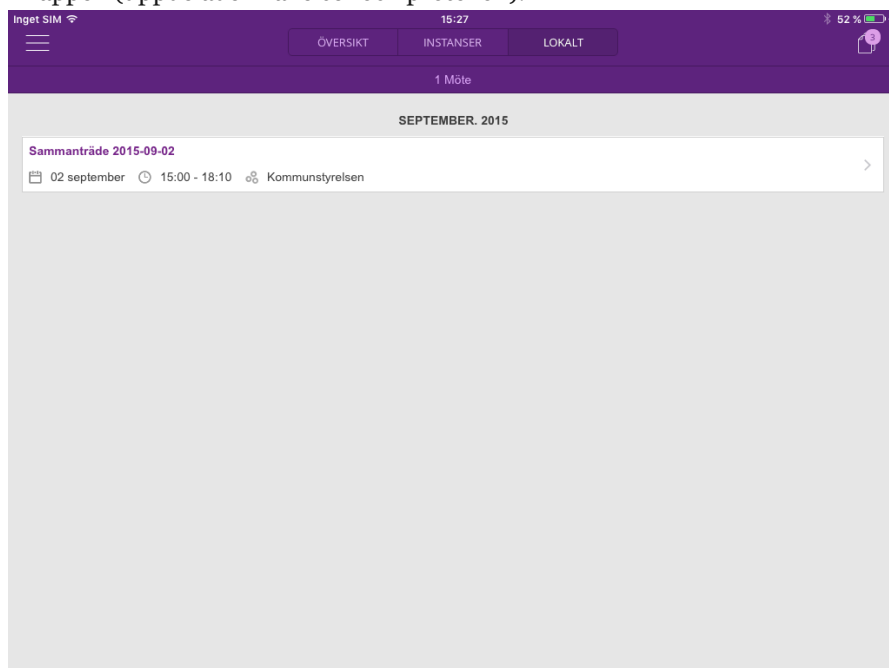 Inget SIM 15:27 52 %
ÖVERSIKT INSTANSER LOKALT 3
1 Möte
SEPTEMBER. 2015
Sammanträde 2015-09-02
02 september 15:00 - 18:10 Kommunstyrelsen